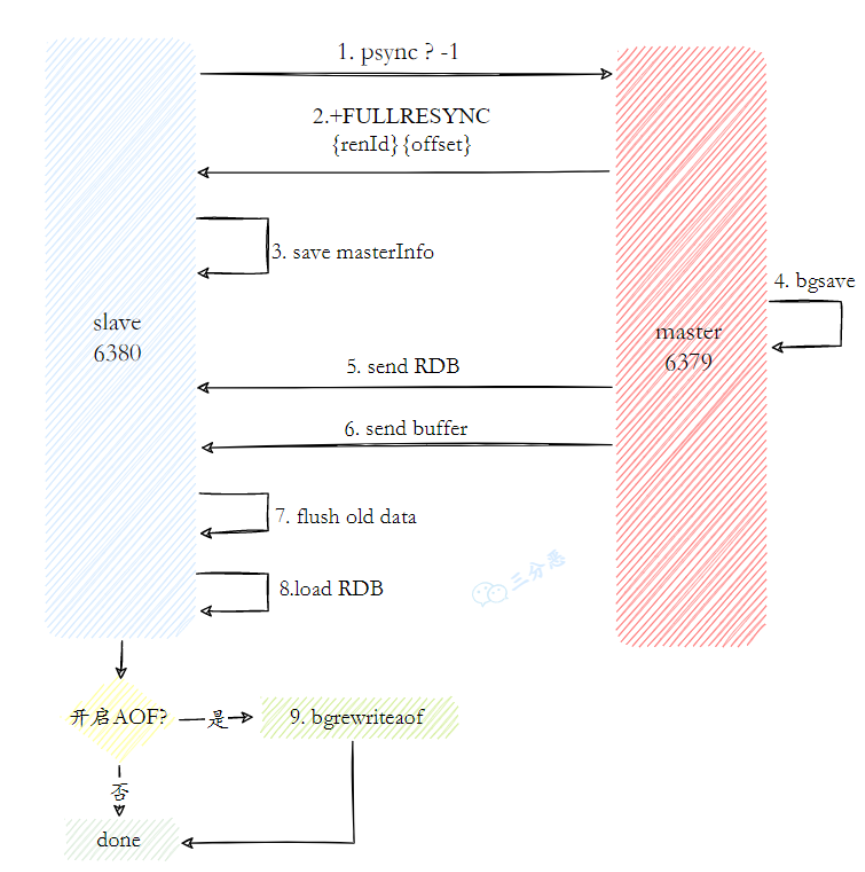 1. psync ? -1
2.+FULLRESYNC
{renId}{offset}
3. save masterInfo
4. bgsave
slave
6380
master
6379
5. send RDB
6. send buffer
7. flush old data
8.load RDB
三分恶
开启AOF?
是
9. bgrewriteaof
否
done